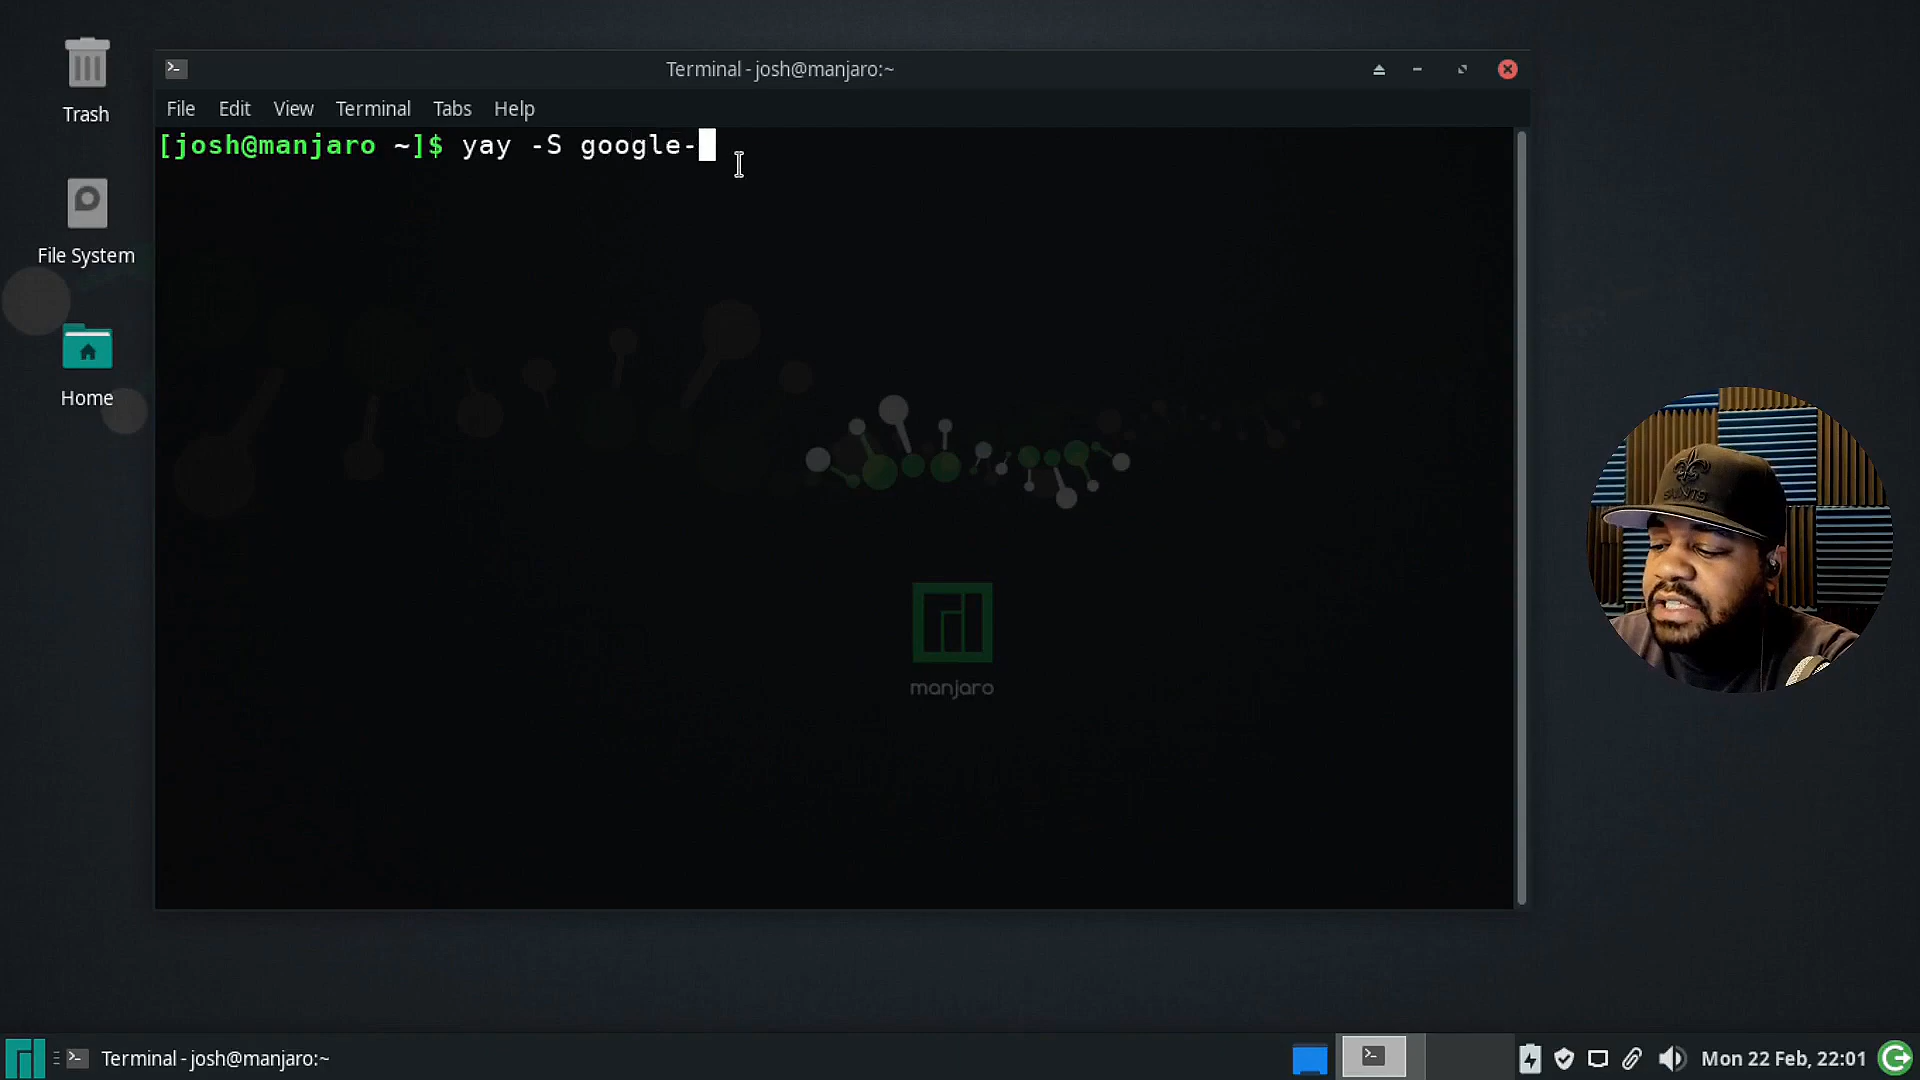 Terminal - josh@manjaro:~
File Edit View Terminal Tabs Help
[josh@manjaro ~]$ yay -S google-
Trash
File System
Home
manjaro
SAINTS
Terminal - josh@manjaro:~
Mon 22 Feb, 22:01